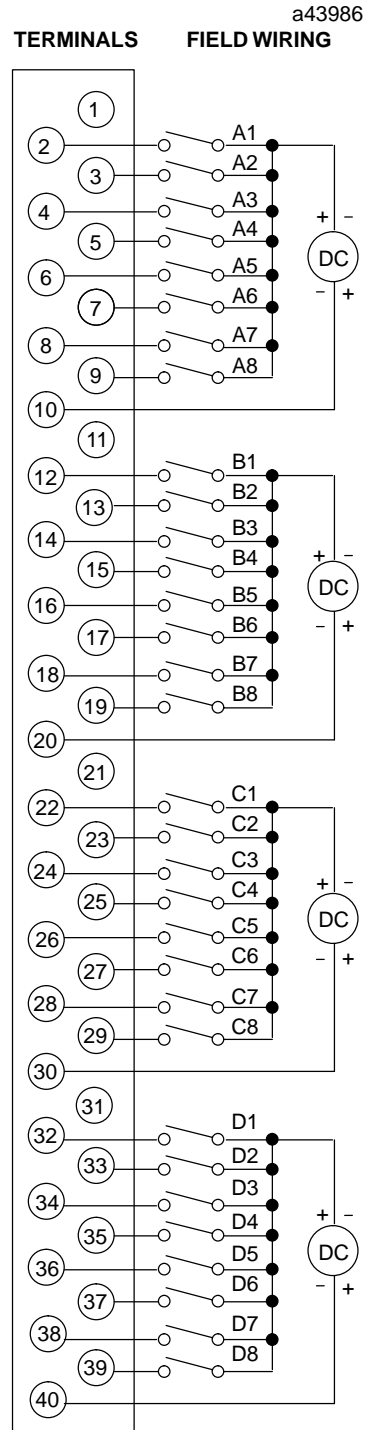 a43986
TERMINALS FIELD WIRING
1
2 A1
3 A2
4 A3
+ −
5 A4
DC
6 A5
− +
7 A6
8 A7
9 A8
10
11
12 B1
13 B2
14 B3
+ −
15 B4
DC
16 B5
− +
17 B6
18 B7
19 B8
20
21
22 C1
23 C2
24 C3
+ −
25 C4
DC
26 C5
− +
27 C6
28 C7
29 C8
30
31
32 D1
33 D2
34 D3
+ −
35 D4
DC
36 D5
− +
37 D6
38 D7
39 D8
40